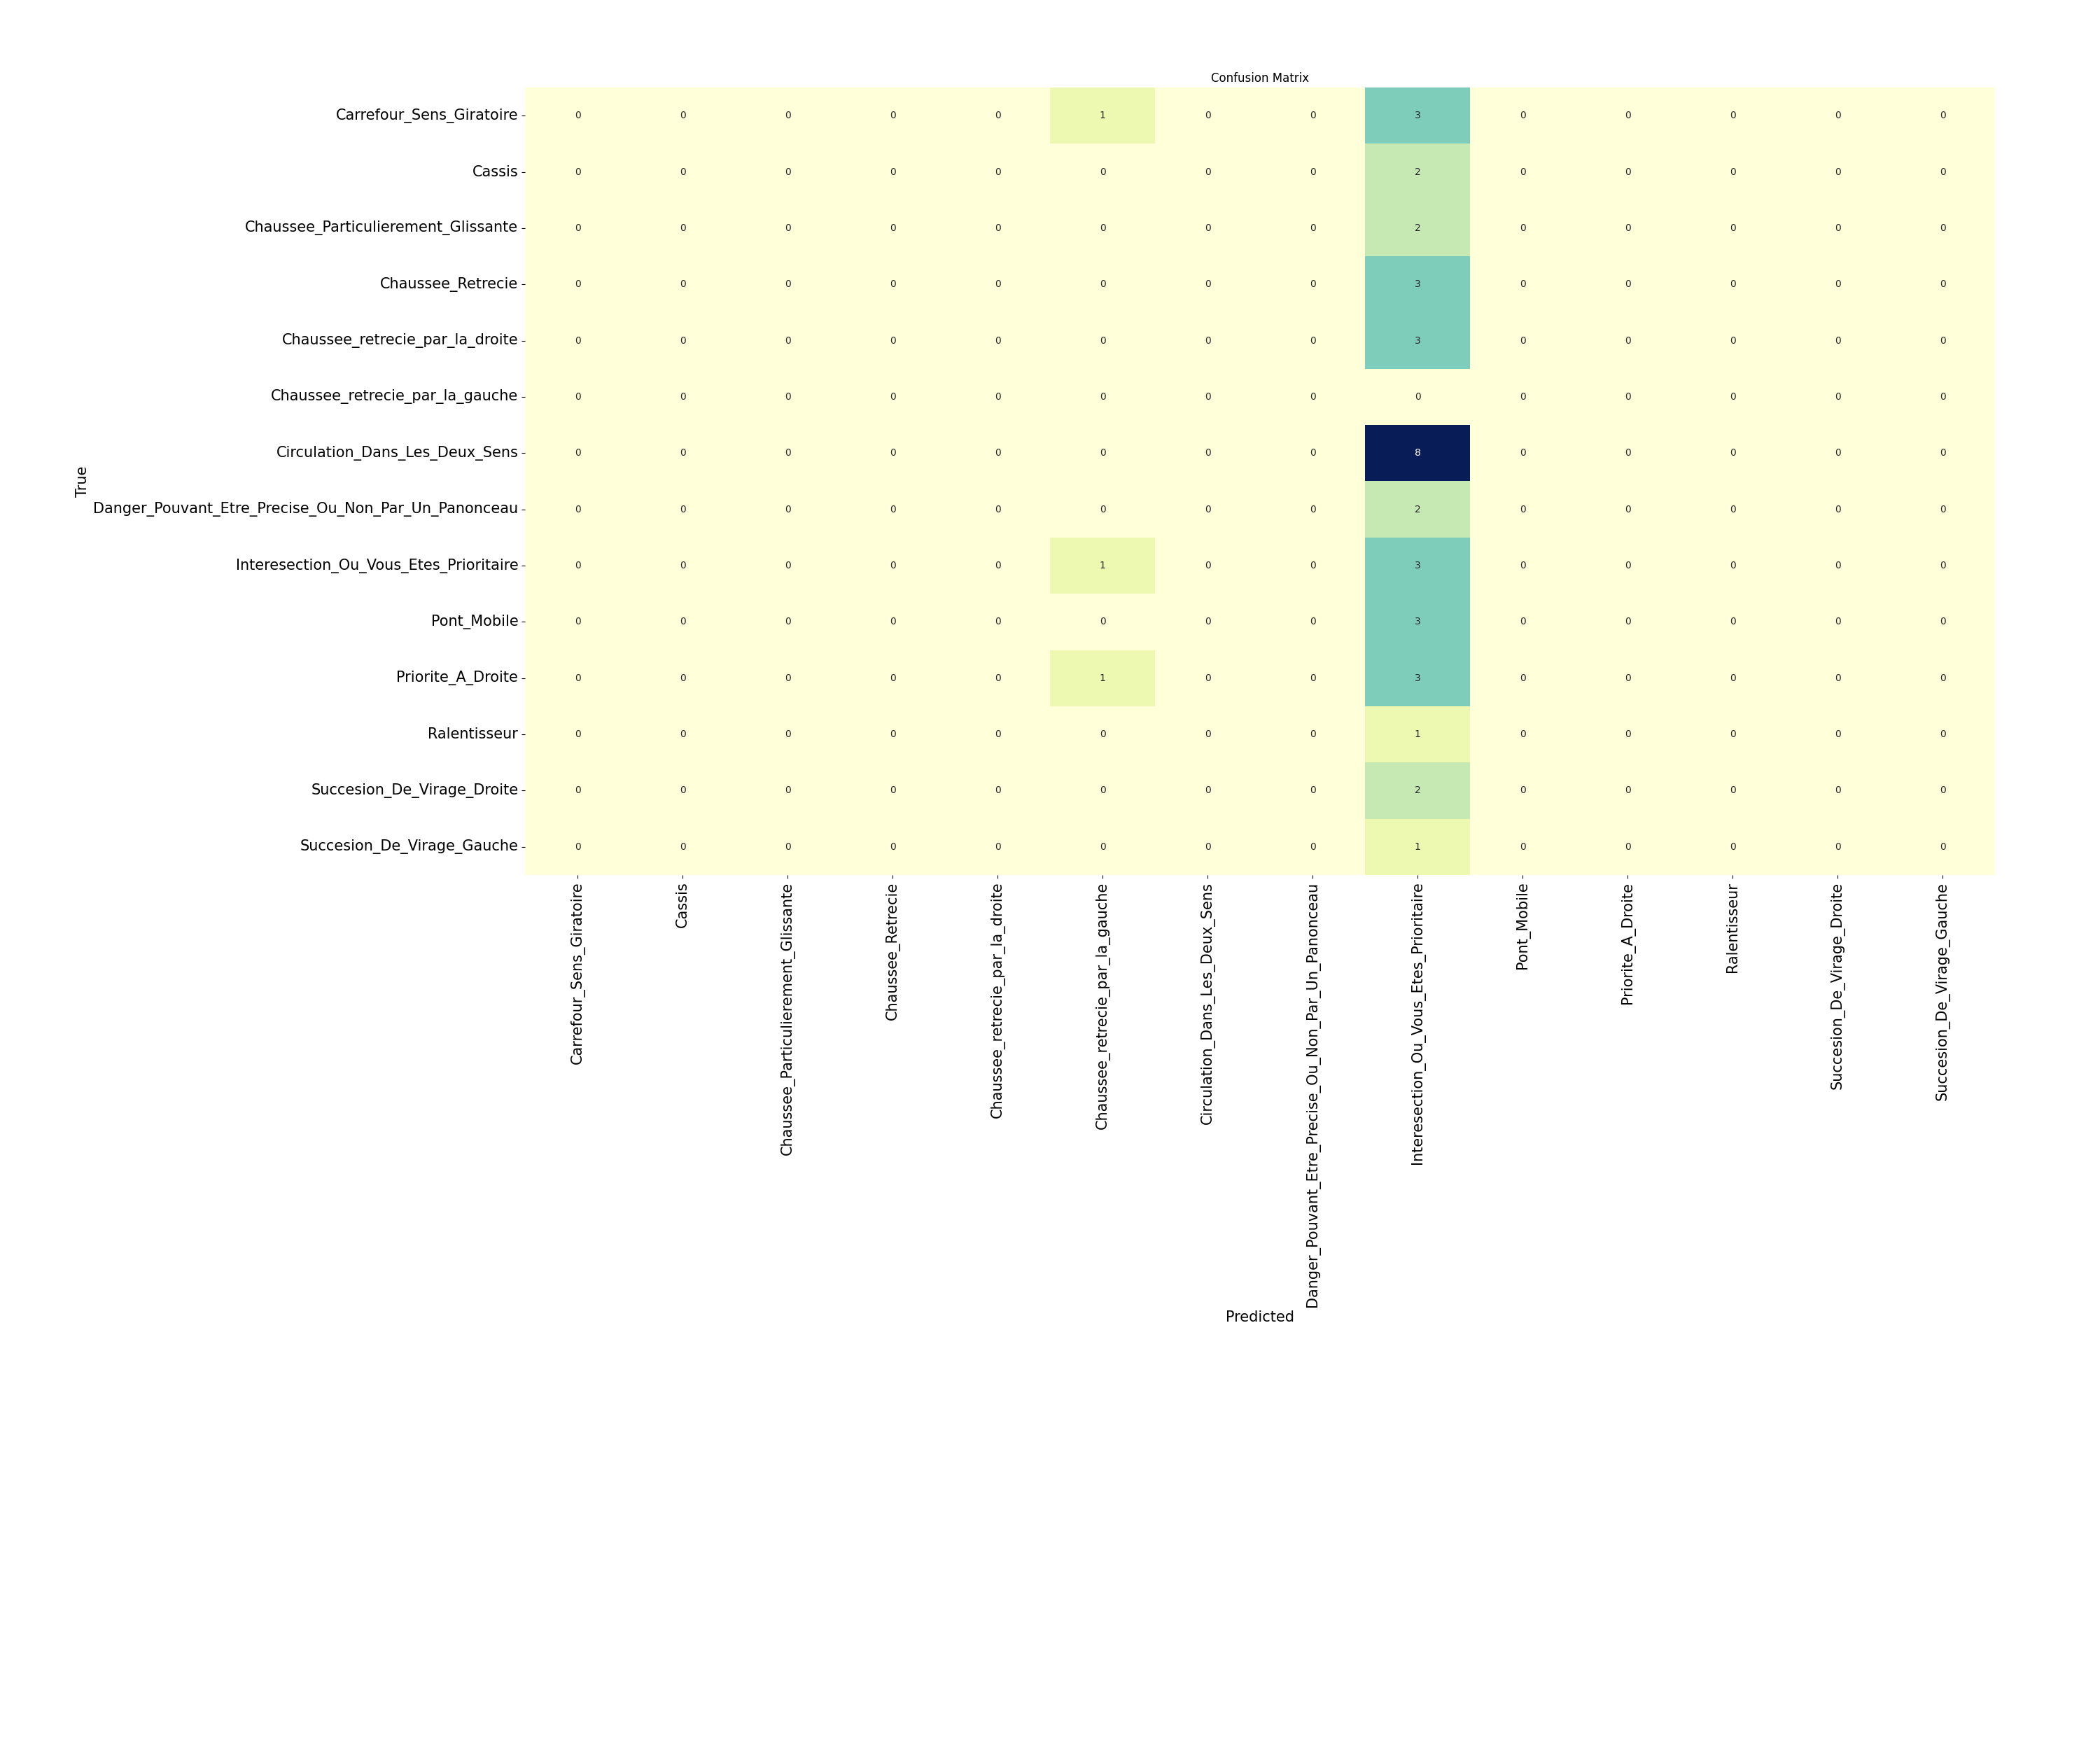 Confusion Matrix
Carrefour_Sens_Giratoire 0 0 0 0 0 1 0 0 3 0 0 0 0 0
Cassis 0 0 0 0 0 0 0 0 2 0 0 0 0 0
Chaussee_Particulierement_Glissante 0 0 0 0 0 0 0 0 2 0 0 0 0 0
Chaussee_Retrecie 0 0 0 0 0 0 0 0 3 0 0 0 0 0
Chaussee_retrecie_par_la_droite 0 0 0 0 0 0 0 0 3 0 0 0 0 0
Chaussee_retrecie_par_la_gauche 0 0 0 0 0 0 0 0 0 0 0 0 0 0
Circulation_Dans_Les_Deux_Sens 0 0 0 0 0 0 0 0 8 0 0 0 0 0
True
Danger_Pouvant_Etre_Precise_Ou_Non_Par_Un_Panonceau 0 0 0 0 0 0 0 0 2 0 0 0 0 0
Interesection_Ou_Vous_Etes_Prioritaire 0 0 0 0 0 1 0 0 3 0 0 0 0 0
Pont_Mobile 0 0 0 0 0 0 0 0 3 0 0 0 0 0
Priorite_A_Droite 0 0 0 0 0 1 0 0 3 0 0 0 0 0
Ralentisseur 0 0 0 0 0 0 0 0 1 0 0 0 0 0
Succesion_De_Virage_Droite 0 0 0 0 0 0 0 0 2 0 0 0 0 0
Succesion_De_Virage_Gauche 0 0 0 0 0 0 0 0 1 0 0 0 0 0
Carrefour_Sens_Giratoire
Cassis
Chaussee_Particulierement_Glissante
Chaussee_Retrecie
Chaussee_retrecie_par_la_droite
Chaussee_retrecie_par_la_gauche
Circulation_Dans_Les_Deux_Sens
Danger_Pouvant_Etre_Precise_Ou_Non_Par_Un_Panonceau
Interesection_Ou_Vous_Etes_Prioritaire
Pont_Mobile
Priorite_A_Droite
Ralentisseur
Succesion_De_Virage_Droite
Succesion_De_Virage_Gauche
Predicted